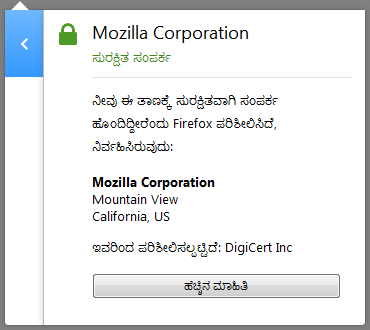 Mozilla Corporation
ಸುರಕ್ಷಿತ ಸಂಪರ್ಕ
ನೀವು ಈ ತಾಣಕ್ಕೆ ಸುರಕ್ಷಿತವಾಗಿ ಸಂಪರ್ಕ
ಹೊಂದಿದ್ದೀರೆಂದು Firefox ಪರಿಶೀಲಿಸಿದೆ,
ನಿರ್ವಹಿಸಿರುವುದು:
Mozilla Corporation
Mountain View
California, US
ಇವರಿಂದ ಪರಿಶೀಲಿಸಲ್ಪಟ್ಟಿದೆ: DigiCert Inc
ಹೆಚ್ಚಿನ ಮಾಹಿತಿ